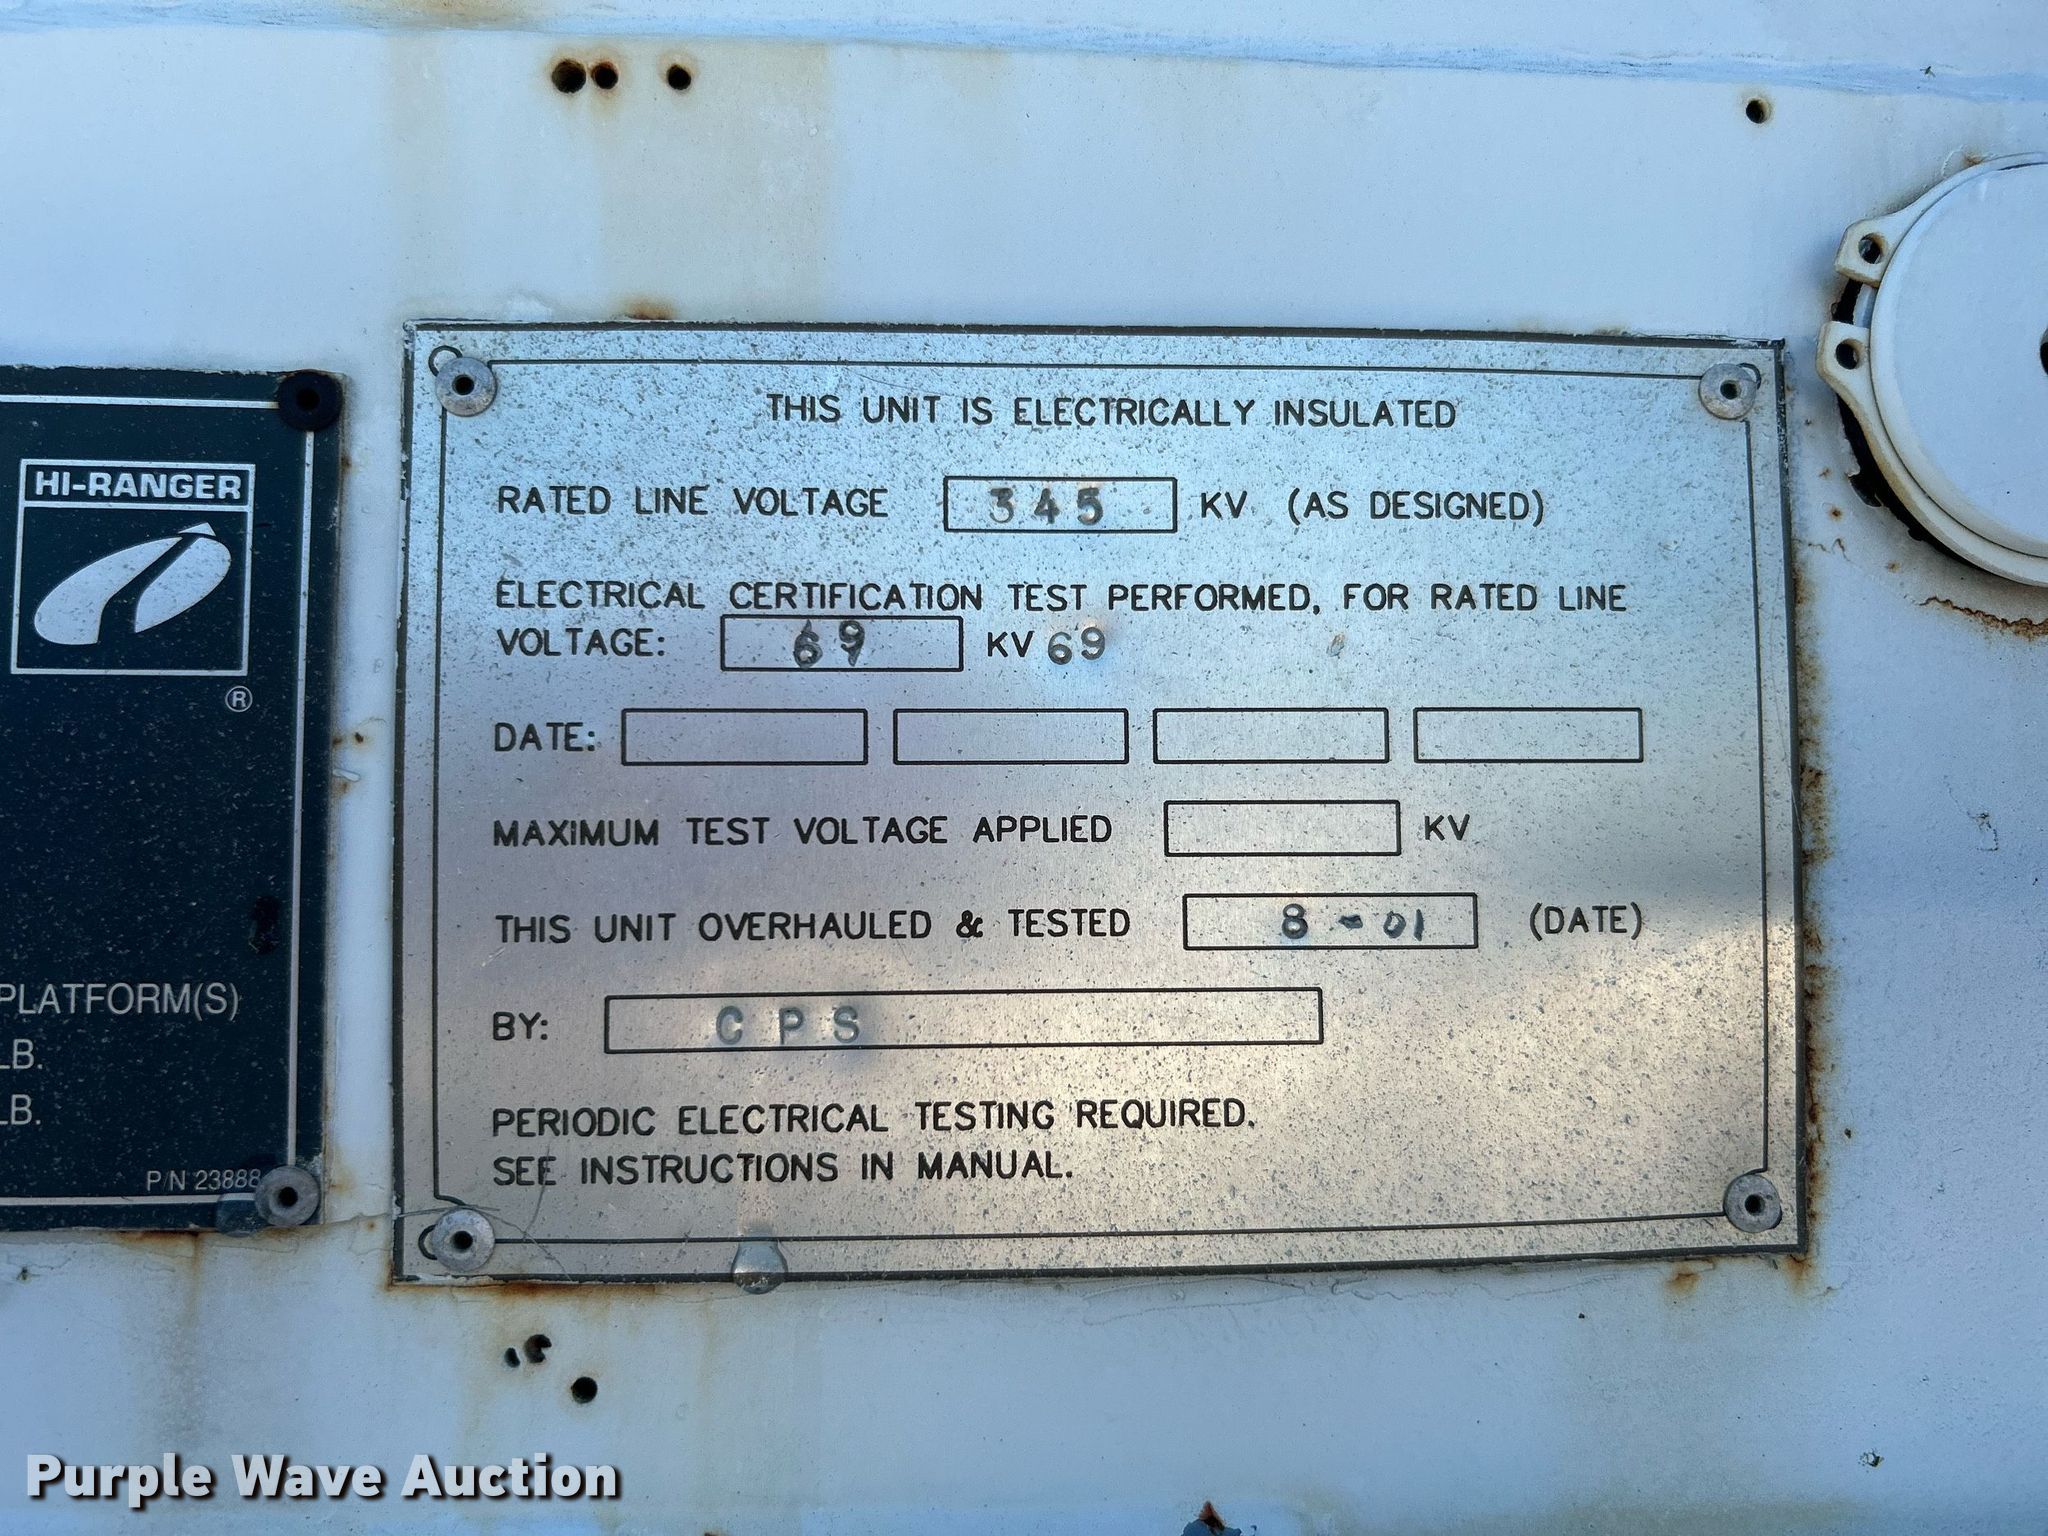 HI-RANGER
®
PLATFORM(S)
LB.
LB.
P/N 23888
THIS UNIT IS ELECTRICALLY INSULATED
RATED LINE VOLTAGE 345 KV (AS DESIGNED)
ELECTRICAL CERTIFICATION TEST PERFORMED, FOR RATED LINE
VOLTAGE: 69 KV 69
DATE:
MAXIMUM TEST VOLTAGE APPLIED KV
THIS UNIT OVERHAULED & TESTED 8-01 (DATE)
BY: CPS
PERIODIC ELECTRICAL TESTING REQUIRED.
SEE INSTRUCTIONS IN MANUAL.
Purple Wave Auction